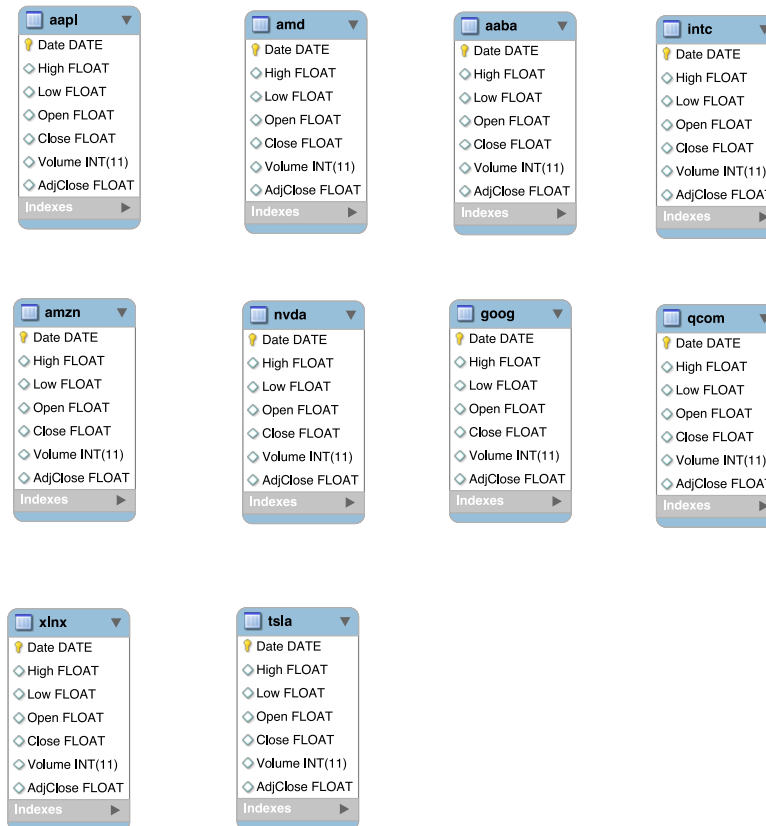 aapl
Date DATE
High FLOAT
Low FLOAT
Open FLOAT
Close FLOAT
Volume INT(11)
AdjClose FLOAT
Indexes
amd
Date DATE
High FLOAT
Low FLOAT
Open FLOAT
Close FLOAT
Volume INT(11)
AdjClose FLOAT
Indexes
aaba
Date DATE
High FLOAT
Low FLOAT
Open FLOAT
Close FLOAT
Volume INT(11)
AdjClose FLOAT
Indexes
intc
Date DATE
High FLOAT
Low FLOAT
Open FLOAT
Close FLOAT
Volume INT(11)
AdjClose FLOAT
Indexes
amzn
Date DATE
High FLOAT
Low FLOAT
Open FLOAT
Close FLOAT
Volume INT(11)
AdjClose FLOAT
Indexes
nvda
Date DATE
High FLOAT
Low FLOAT
Open FLOAT
Close FLOAT
Volume INT(11)
AdjClose FLOAT
Indexes
goog
Date DATE
High FLOAT
Low FLOAT
Open FLOAT
Close FLOAT
Volume INT(11)
AdjClose FLOAT
Indexes
qcom
Date DATE
High FLOAT
Low FLOAT
Open FLOAT
Close FLOAT
Volume INT(11)
AdjClose FLOAT
Indexes
xlnx
Date DATE
High FLOAT
Low FLOAT
Open FLOAT
Close FLOAT
Volume INT(11)
AdjClose FLOAT
Indexes
tsla
Date DATE
High FLOAT
Low FLOAT
Open FLOAT
Close FLOAT
Volume INT(11)
AdjClose FLOAT
Indexes